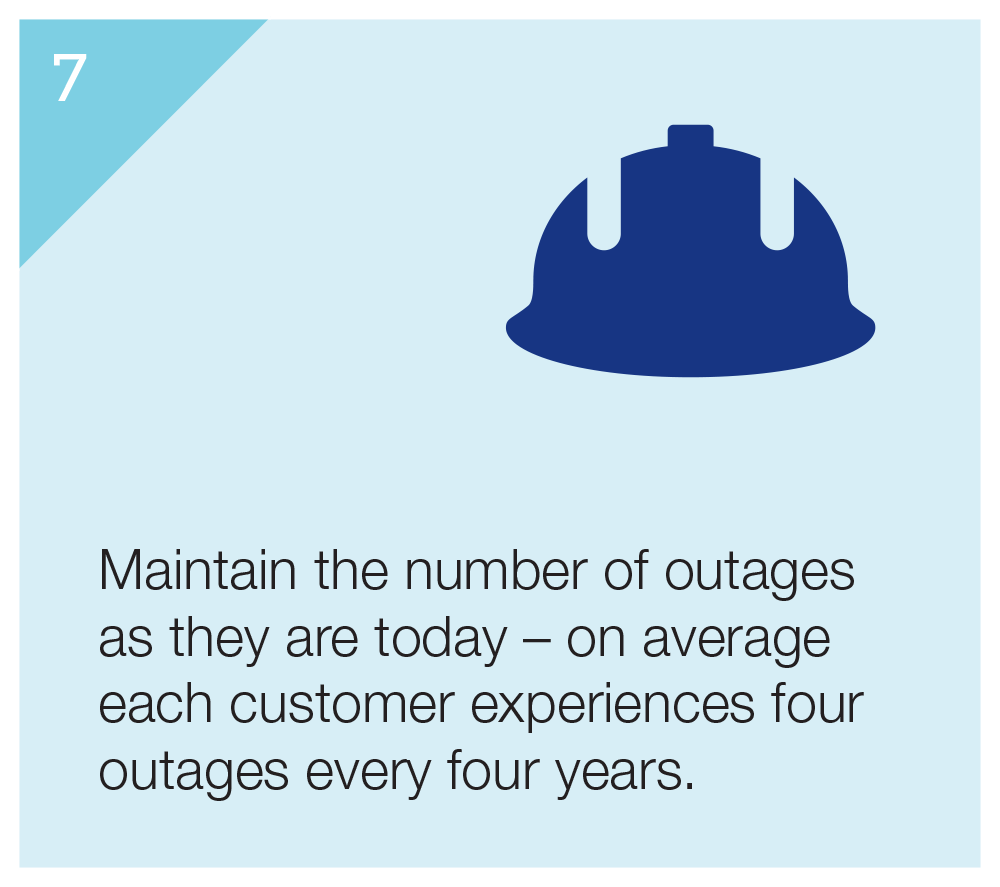 7
Maintain the number of outages
as they are today – on average
each customer experiences four
outages every four years.